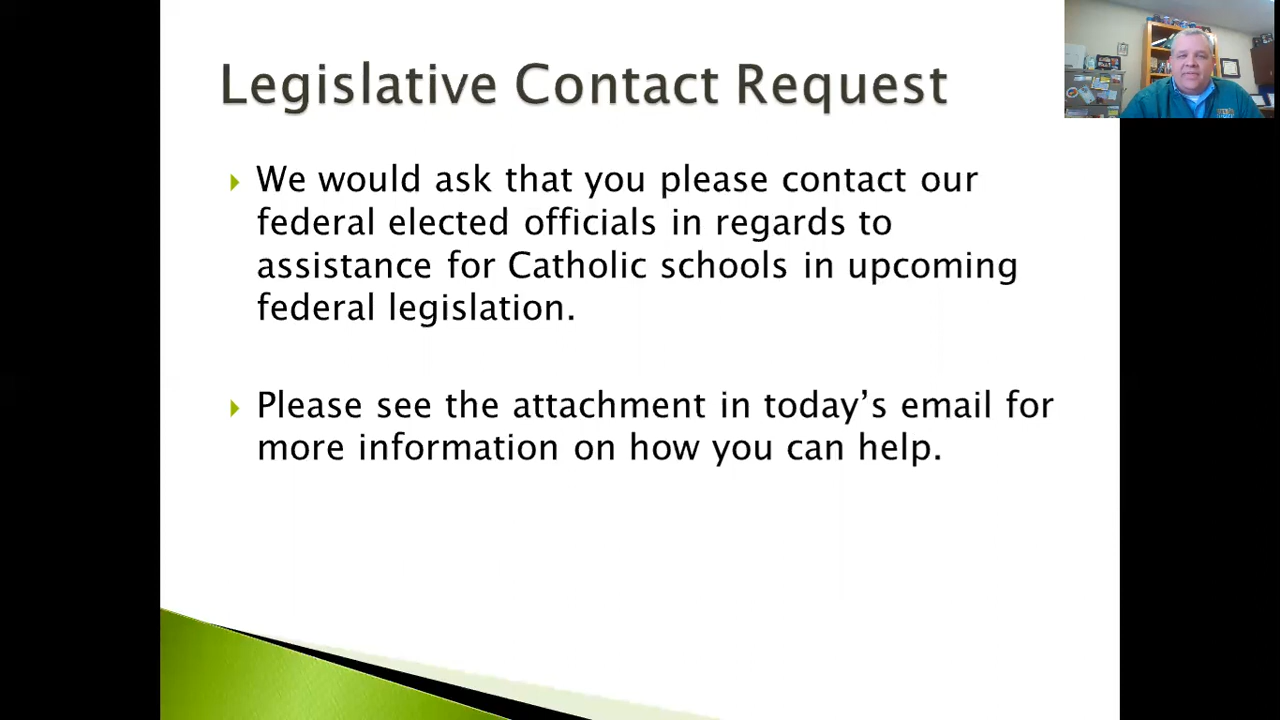 Legislative Contact Request
We would ask that you please contact our
federal elected officials in regards to
assistance for Catholic schools in upcoming
federal legislation.
Please see the attachment in today’s email for
more information on how you can help.